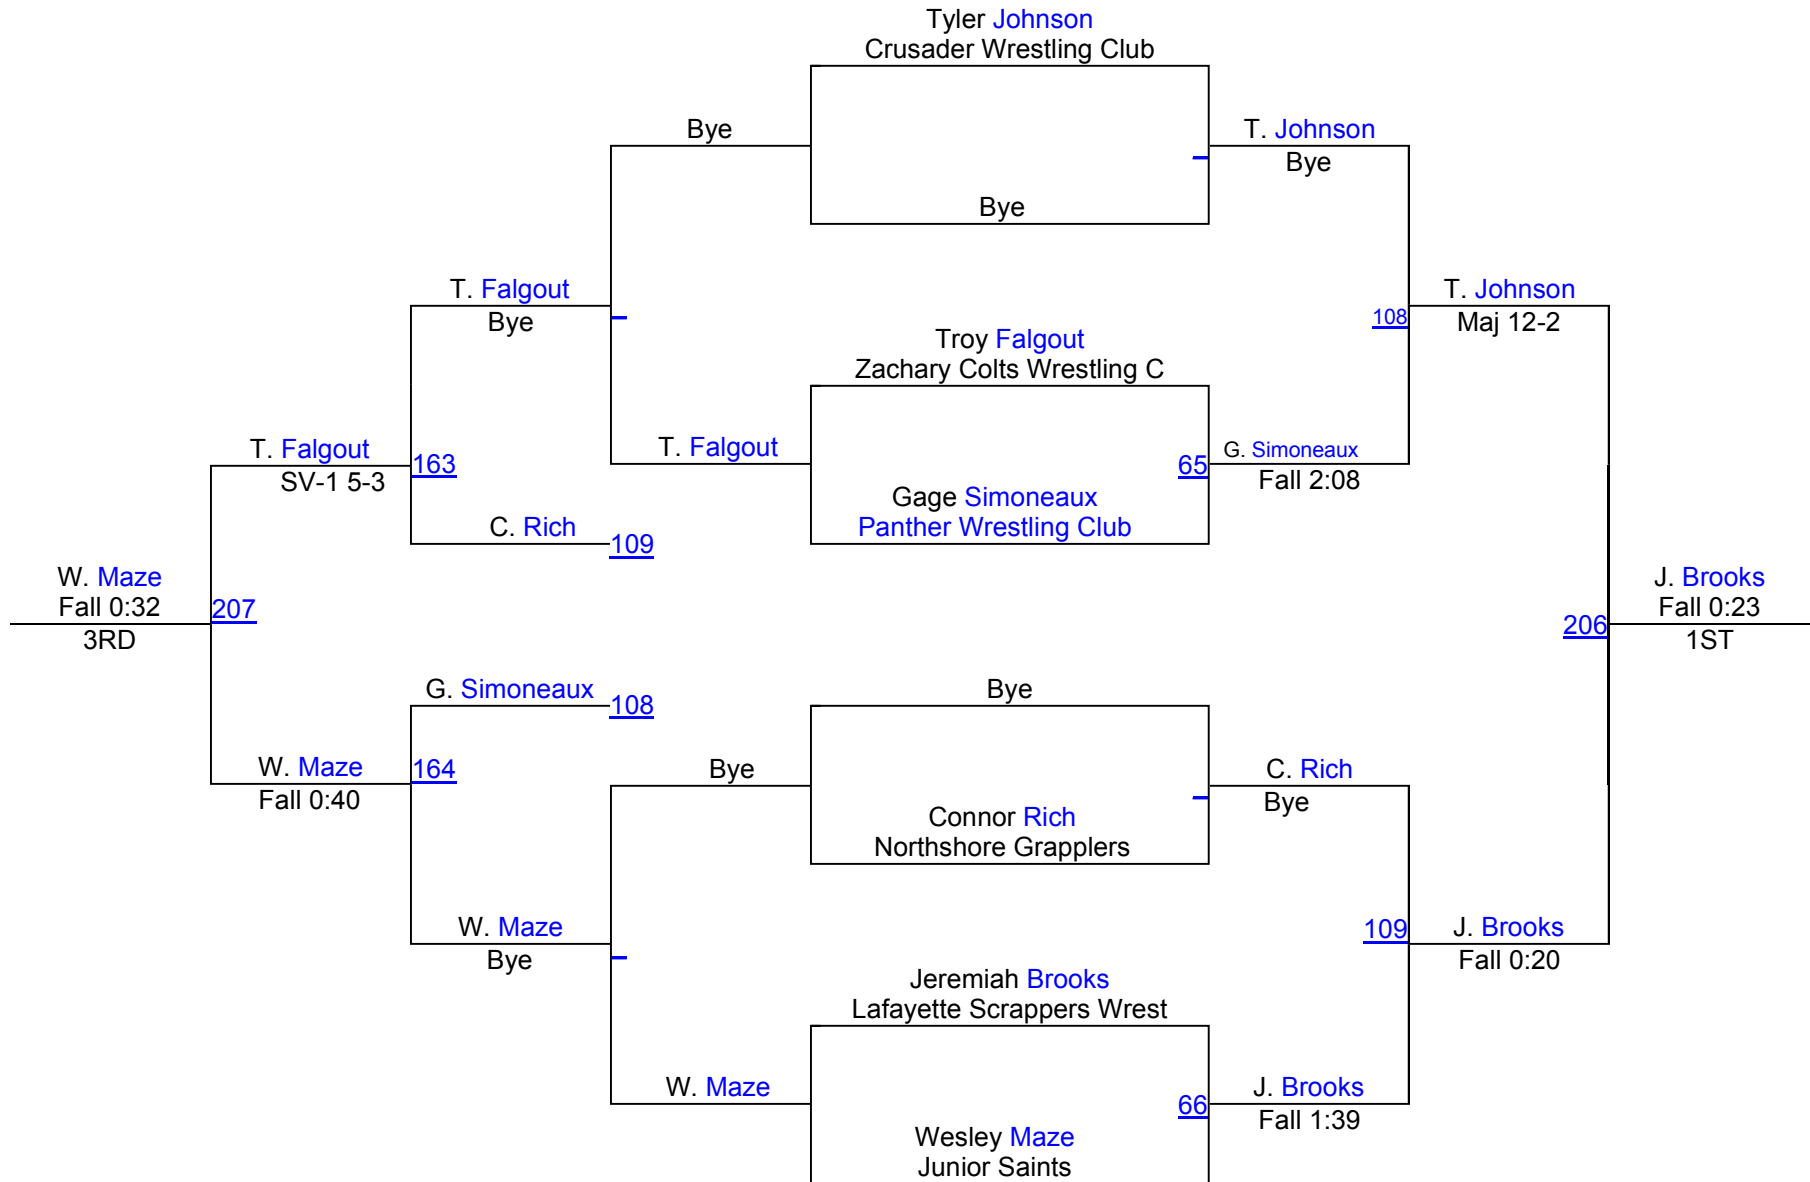 Tyler Johnson
Crusader Wrestling Club
Bye
T. Johnson
Bye
Bye
T. Falgout
Bye
T. Johnson
Maj 12-2
108
Troy Falgout
Zachary Colts Wrestling C
T. Falgout
SV-1 5-3
163
T. Falgout
65
G. Simoneaux
Fall 2:08
Gage Simoneaux
Panther Wrestling Club
C. Rich
109
W. Maze
Fall 0:32
3RD
207
J. Brooks
Fall 0:23
1ST
206
G. Simoneaux
108
Bye
W. Maze
Fall 0:40
164
Bye
C. Rich
Bye
Connor Rich
Northshore Grapplers
W. Maze
Bye
109
J. Brooks
Fall 0:20
Jeremiah Brooks
Lafayette Scrappers Wrest
W. Maze
66
J. Brooks
Fall 1:39
Wesley Maze
Junior Saints